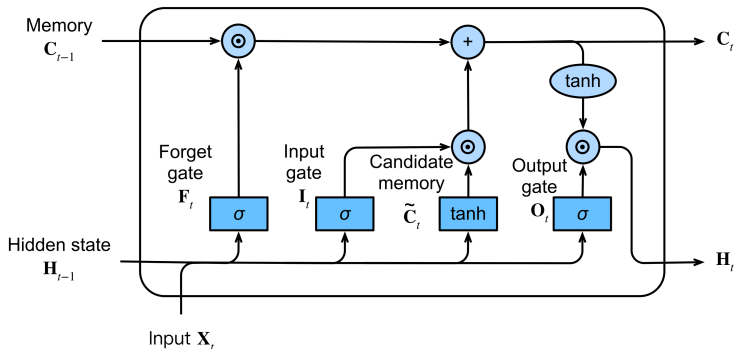 Memory
C_{t−1}
C_t
tanh
Forget gate
F_t
Input gate
I_t
Candidate memory
C̃_t
Output gate
O_t
σ
σ
tanh
σ
Hidden state
H_{t−1}
H_t
Input X_t